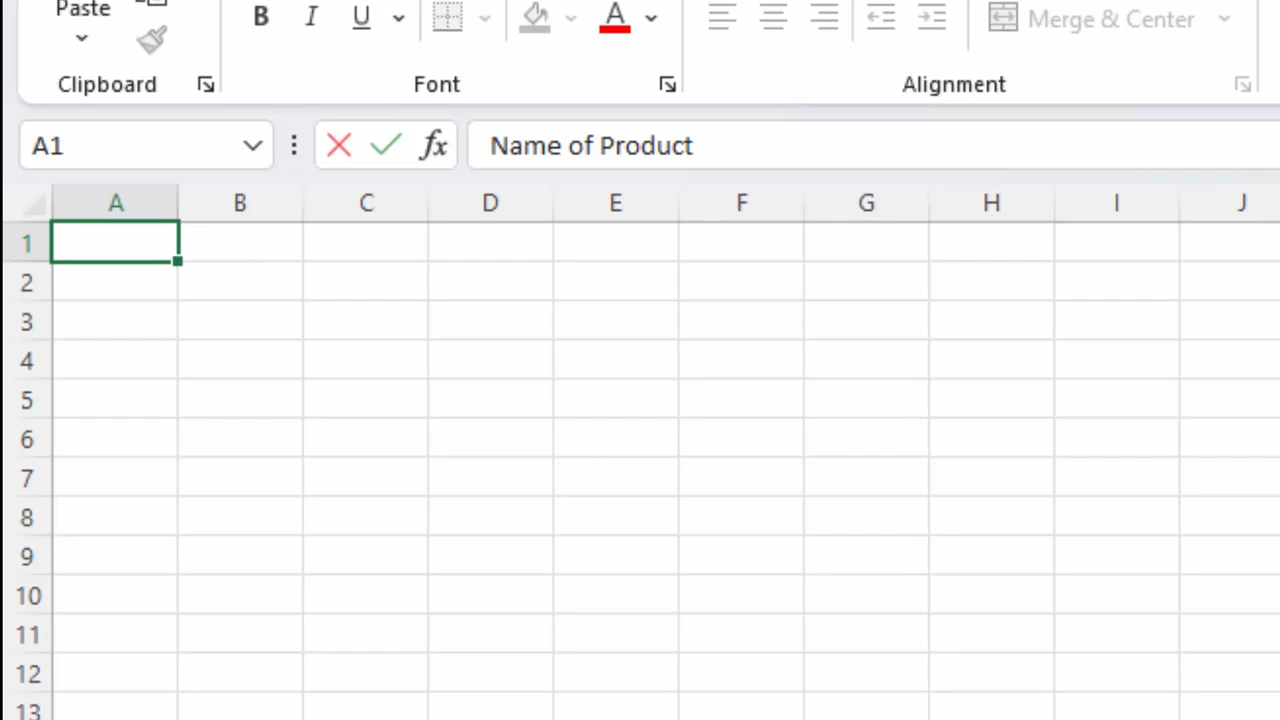 Paste
B I U A
Merge & Center
Clipboard Font Alignment
A1 fx Name of Product
A B C D E F G H I J
1
2
3
4
5
6
7
8
9
10
11
12
13